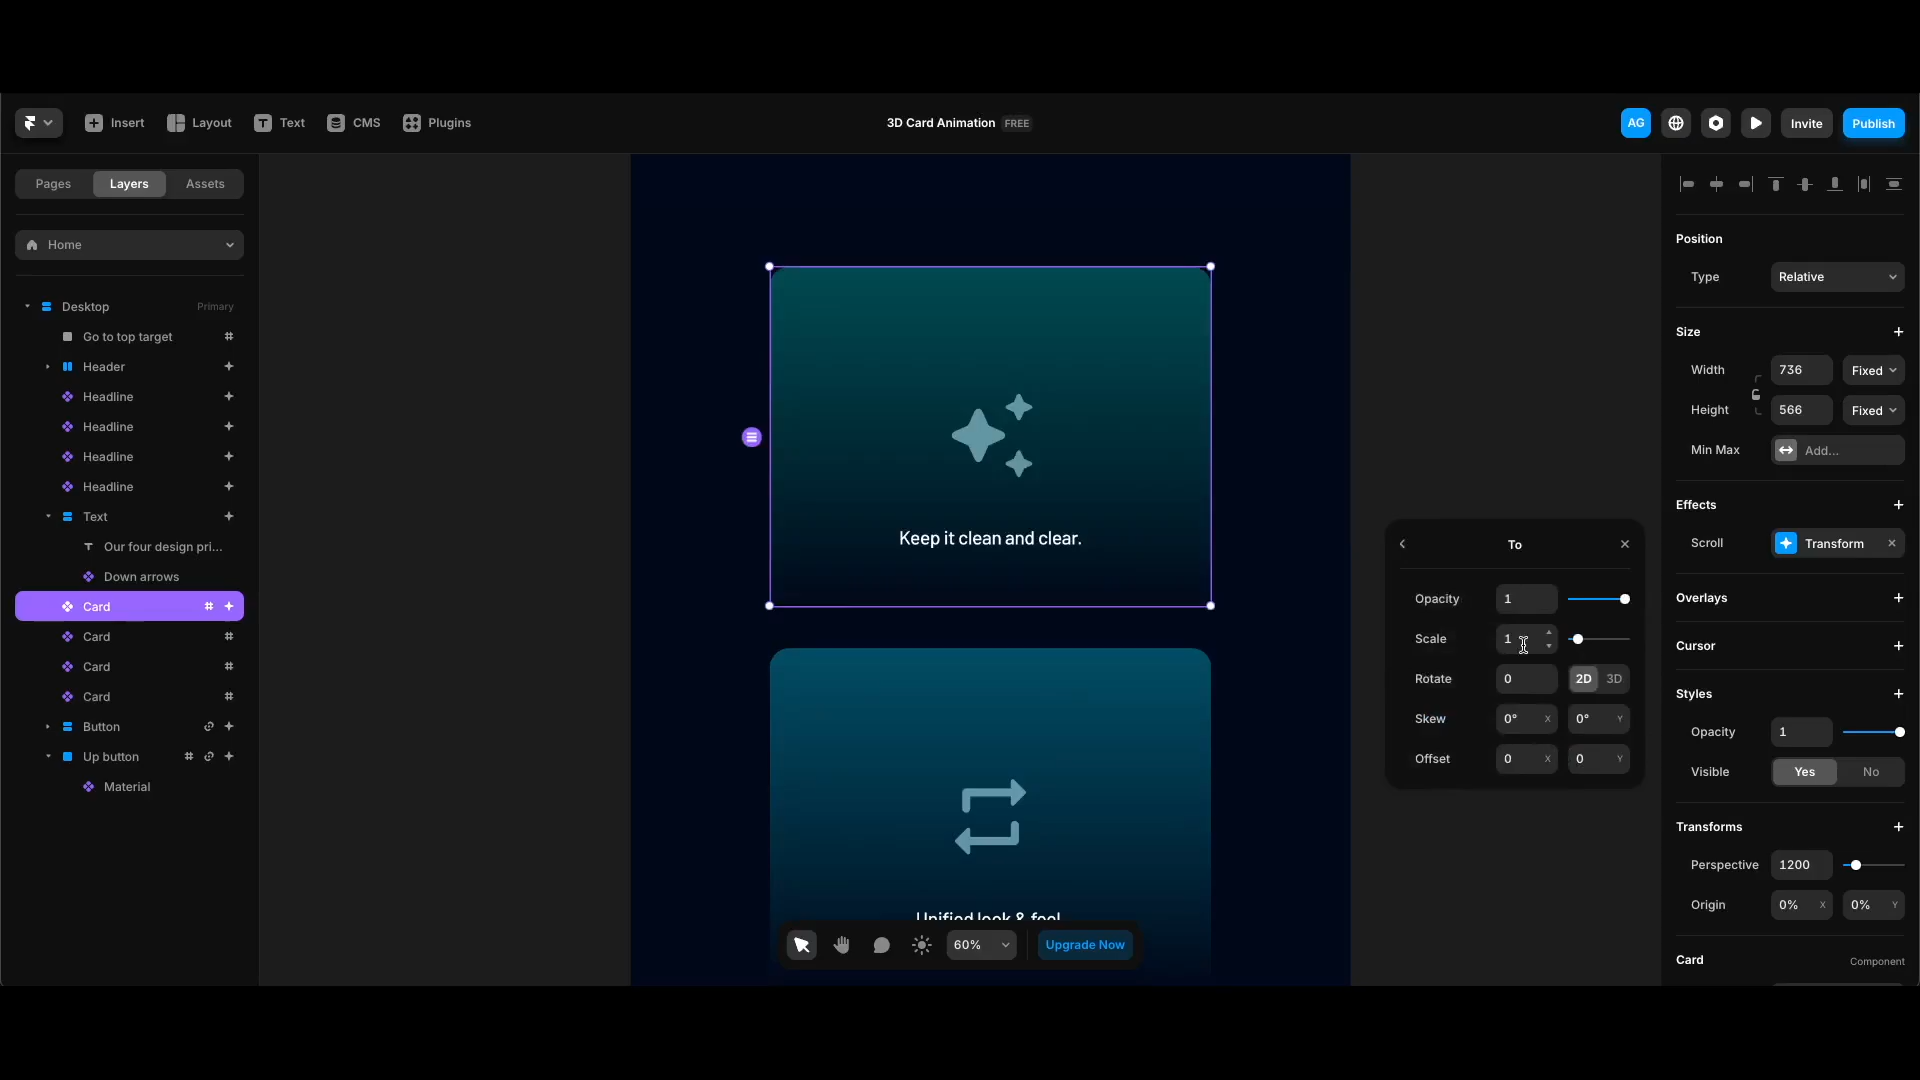 Insert
Layout
Text
CMS
Plugins
3D Card Animation FREE
AG
Invite
Publish
Pages
Layers
Assets
Home
Desktop Primary
Go to top target
Header
Headline
Headline
Headline
Headline
Text
Our four design pri...
Down arrows
Card
Card
Card
Card
Button
Up button
Material
Keep it clean and clear.
Unified look & feel
60%
Upgrade Now
To
Opacity 1
Scale 1
Rotate 0 2D 3D
Skew 0° X 0° Y
Offset 0 X 0 Y
Position
Type Relative
Size
Width 736 Fixed
Height 566 Fixed
Min Max Add...
Effects
Scroll Transform
Overlays
Cursor
Styles
Opacity 1
Visible Yes No
Transforms
Perspective 1200
Origin 0% X 0% Y
Card Component